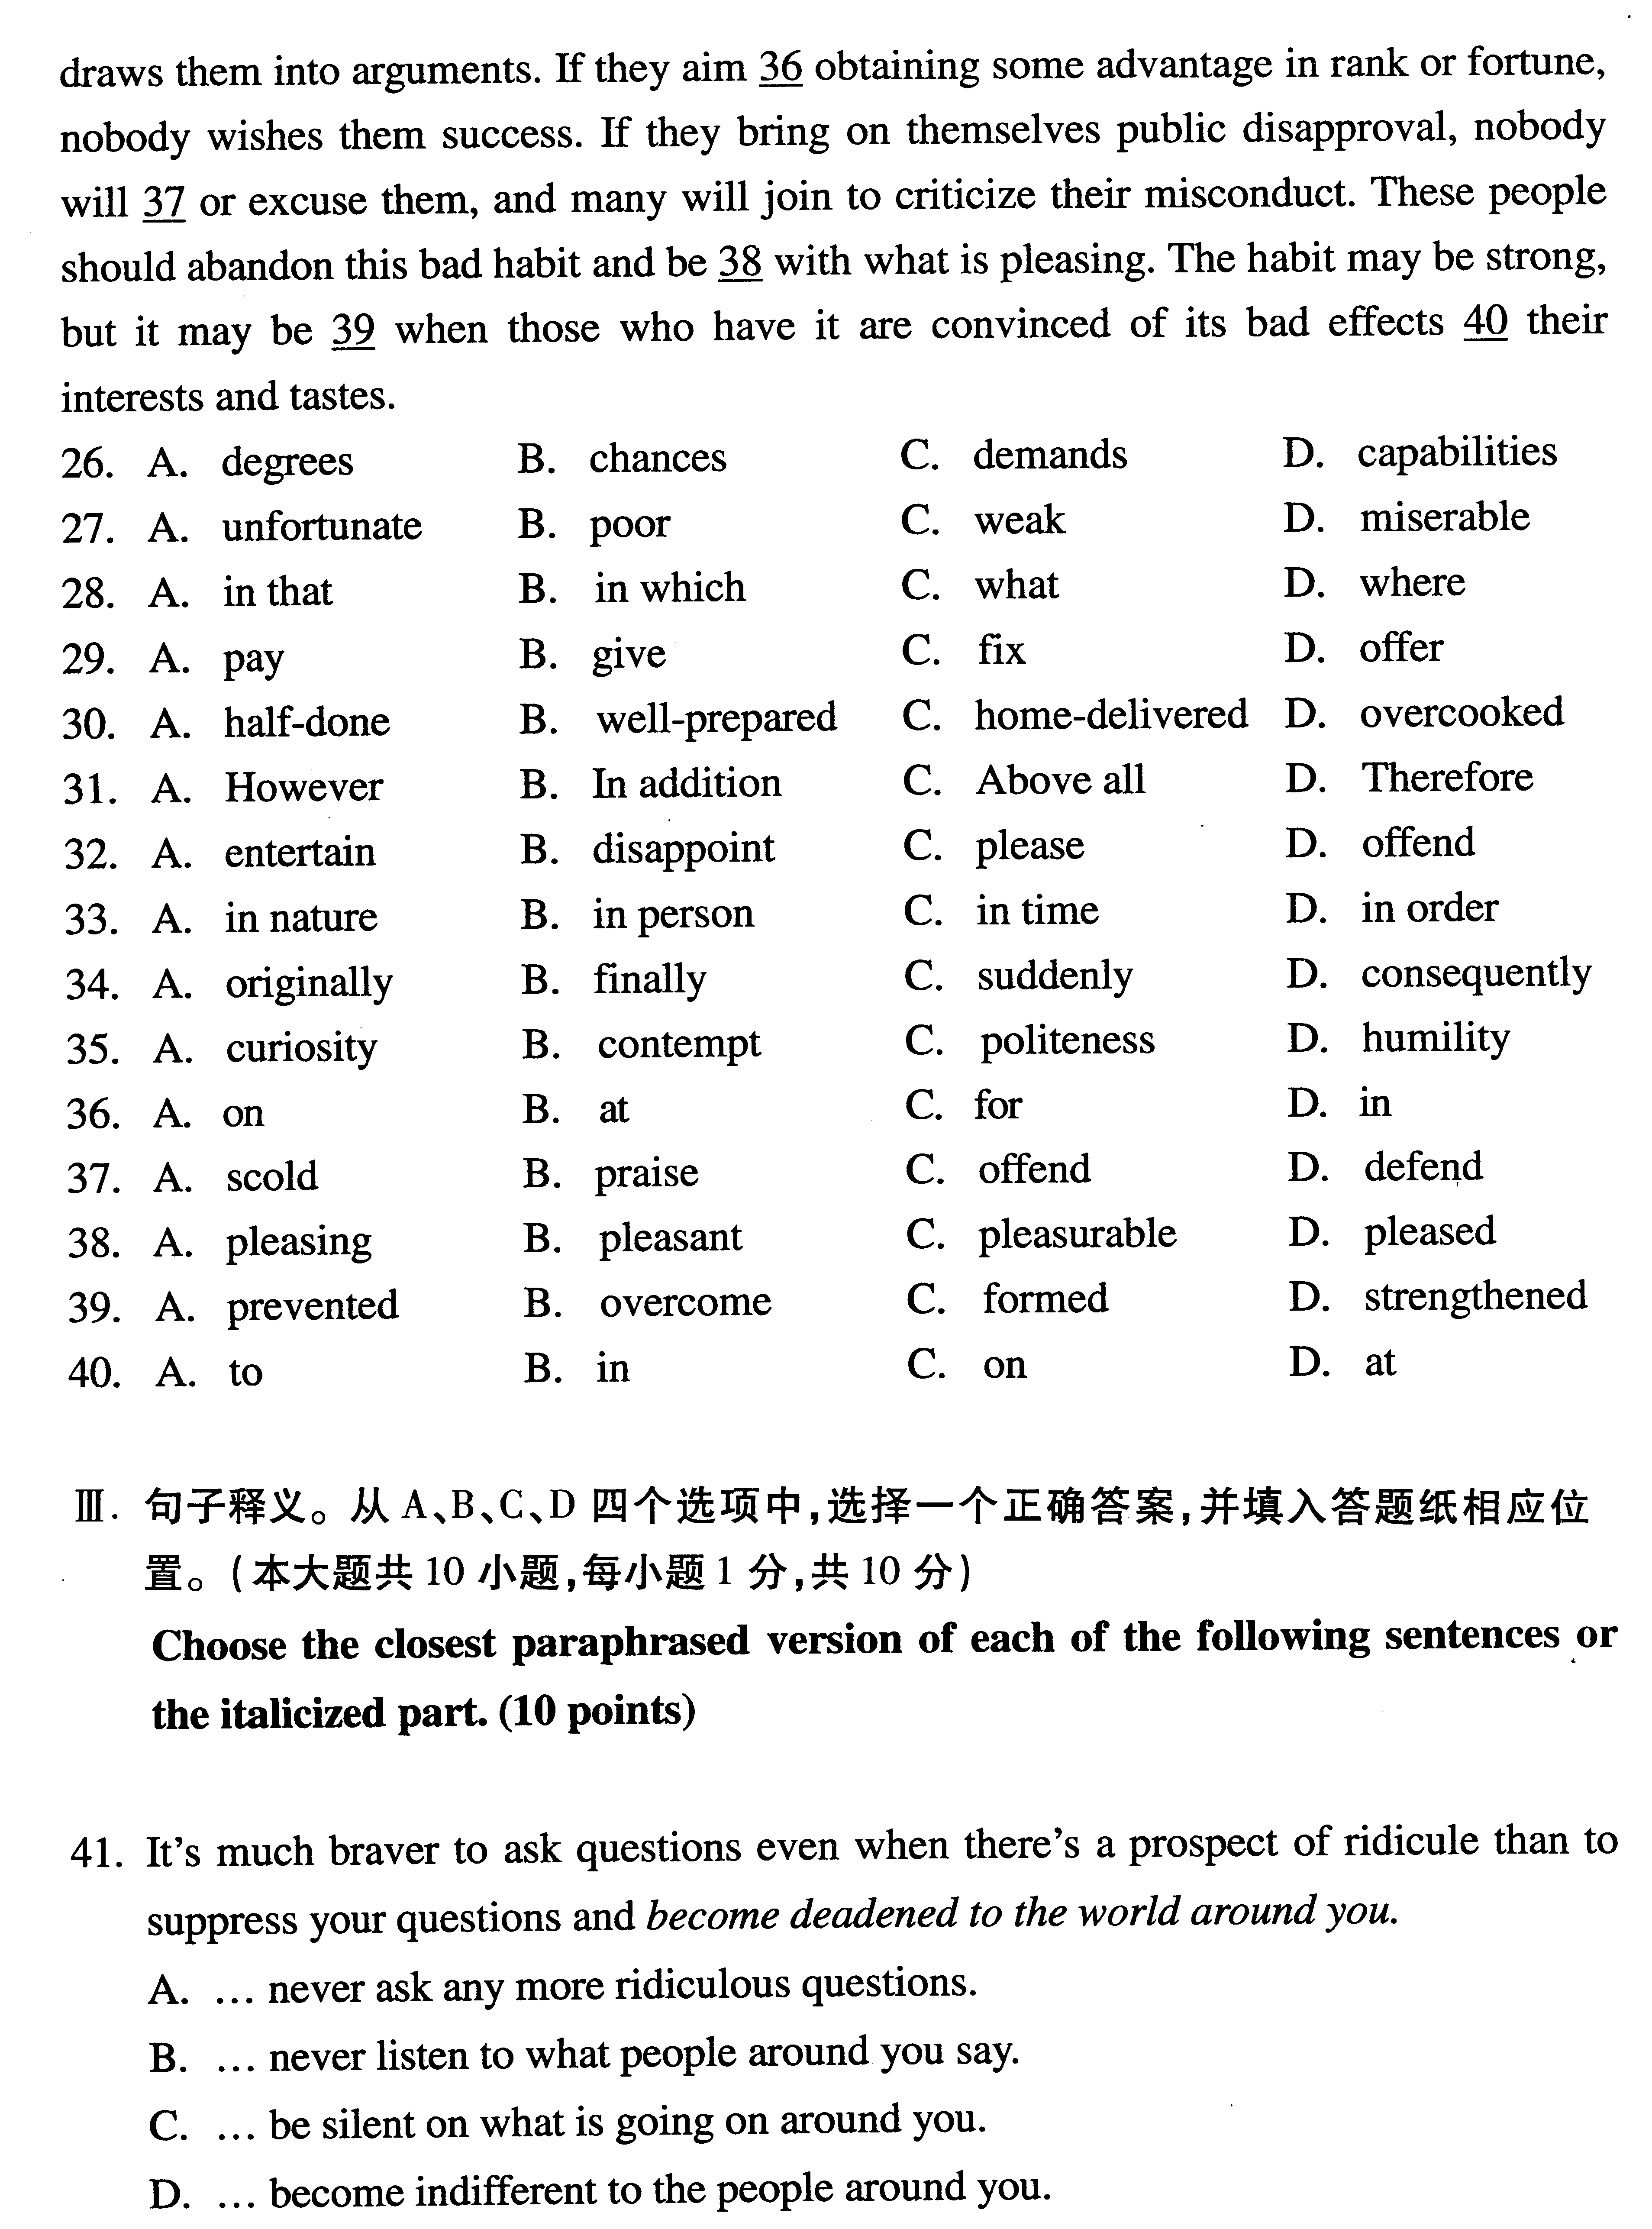 draws them into arguments. If they aim 36 obtaining some advantage in rank or fortune,
nobody wishes them success. If they bring on themselves public disapproval, nobody
will 37 or excuse them, and many will join to criticize their misconduct. These people
should abandon this bad habit and be 38 with what is pleasing. The habit may be strong,
but it may be 39 when those who have it are convinced of its bad effects 40 their
interests and tastes.
26. A. degrees B. chances C. demands D. capabilities
27. A. unfortunate B. poor C. weak D. miserable
28. A. in that B. in which C. what D. where
29. A. pay B. give C. fix D. offer
30. A. half-done B. well-prepared C. home-delivered D. overcooked
31. A. However B. In addition C. Above all D. Therefore
32. A. entertain B. disappoint C. please D. offend
33. A. in nature B. in person C. in time D. in order
34. A. originally B. finally C. suddenly D. consequently
35. A. curiosity B. contempt C. politeness D. humility
36. A. on B. at C. for D. in
37. A. scold B. praise C. offend D. defend
38. A. pleasing B. pleasant C. pleasurable D. pleased
39. A. prevented B. overcome C. formed D. strengthened
40. A. to B. in C. on D. at
Ⅲ. 句子释义。从 A、B、C、D 四个选项中,选择一个正确答案,并填入答题纸相应位
置。(本大题共 10 小题,每小题 1 分,共 10 分)
Choose the closest paraphrased version of each of the following sentences or
the italicized part. (10 points)
41. It's much braver to ask questions even when there's a prospect of ridicule than to
suppress your questions and become deadened to the world around you.
A. … never ask any more ridiculous questions.
B. … never listen to what people around you say.
C. … be silent on what is going on around you.
D. … become indifferent to the people around you.